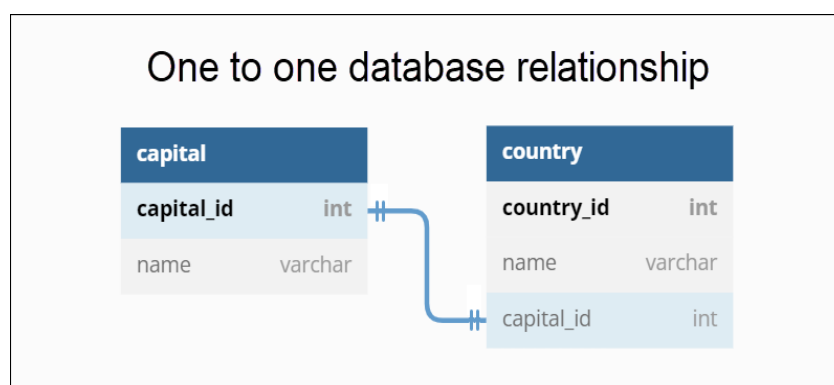 One to one database relationship
capital
capital_id int
name varchar
country
country_id int
name varchar
capital_id int